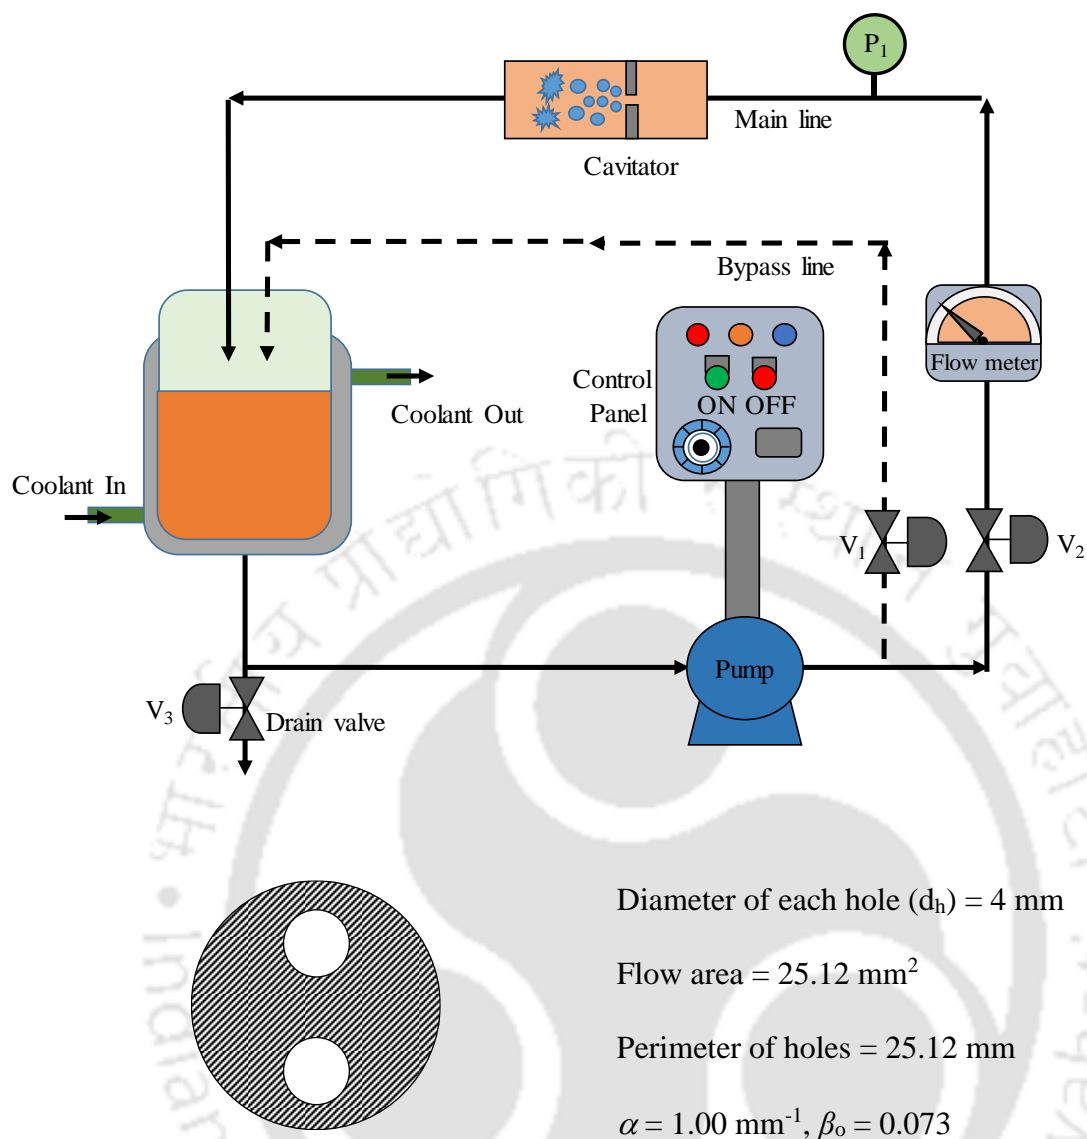 P1
Main line
Cavitator
Bypass line
Flow meter
Control
Panel
ON OFF
Coolant Out
Coolant In
V1
V2
Pump
V3
Drain valve
Diameter of each hole (dh) = 4 mm
Flow area = 25.12 mm²
Perimeter of holes = 25.12 mm
α = 1.00 mm⁻¹, βo = 0.073